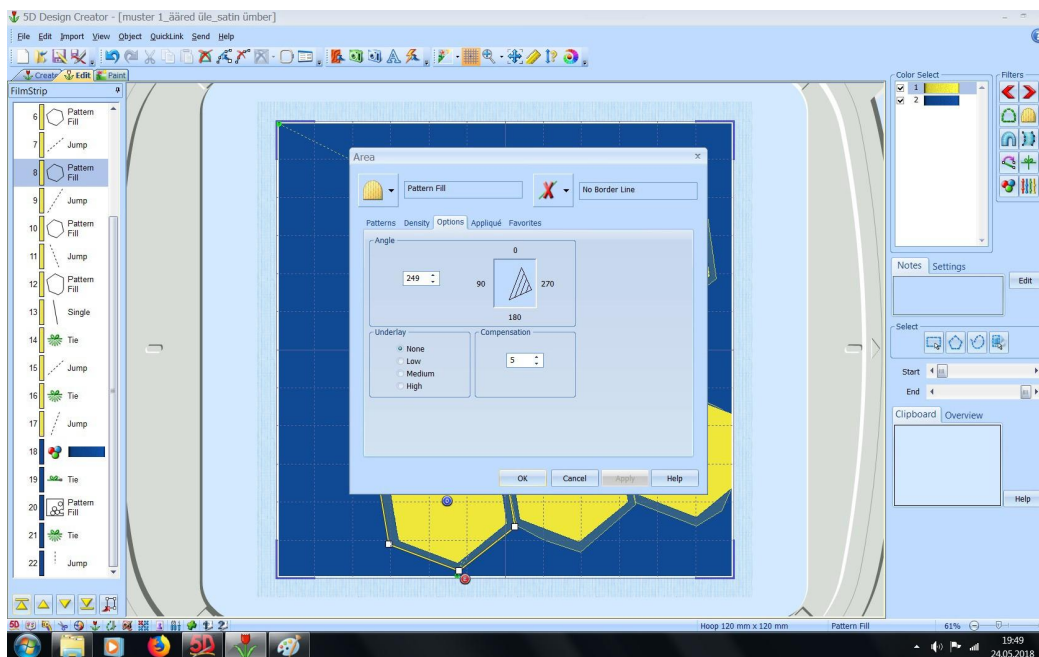 5D Design Creator - [muster 1_ääred üle_satin ümber]
File Edit Import View Object QuickLink Send Help
Create Edit Paint
FilmStrip
6 Pattern Fill
7 Jump
8 Pattern Fill
9 Jump
10 Pattern Fill
11 Jump
12 Pattern Fill
13 Single
14 Tie
15 Jump
16 Tie
17 Jump
18
19 Tie
20 Pattern Fill
21 Tie
22 Jump
Area
Pattern Fill
No Border Line
Patterns Density Options Appliqué Favorites
Angle
0
249
90
270
180
Underlay
None
Low
Medium
High
Compensation
5
OK Cancel Apply Help
Color Select
1
2
Filters
Notes Settings
Edit
Select
Start
End
Clipboard Overview
Help
Hoop 120 mm x 120 mm
Pattern Fill
61%
5D
19:49
24.05.2018